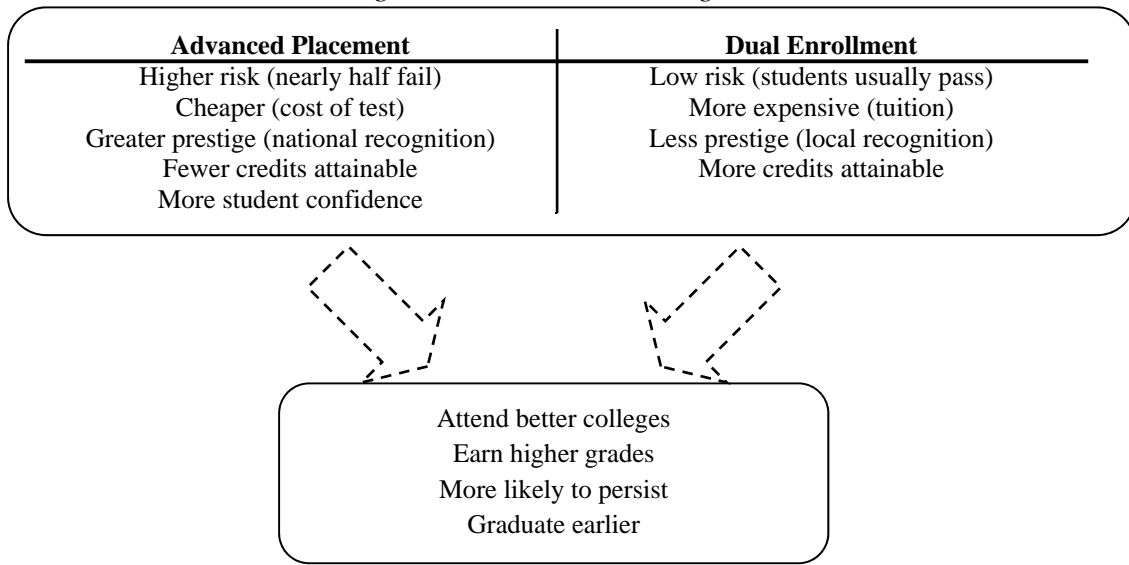 Advanced Placement
Higher risk (nearly half fail)
Cheaper (cost of test)
Greater prestige (national recognition)
Fewer credits attainable
More student confidence
Dual Enrollment
Low risk (students usually pass)
More expensive (tuition)
Less prestige (local recognition)
More credits attainable
Attend better colleges
Earn higher grades
More likely to persist
Graduate earlier